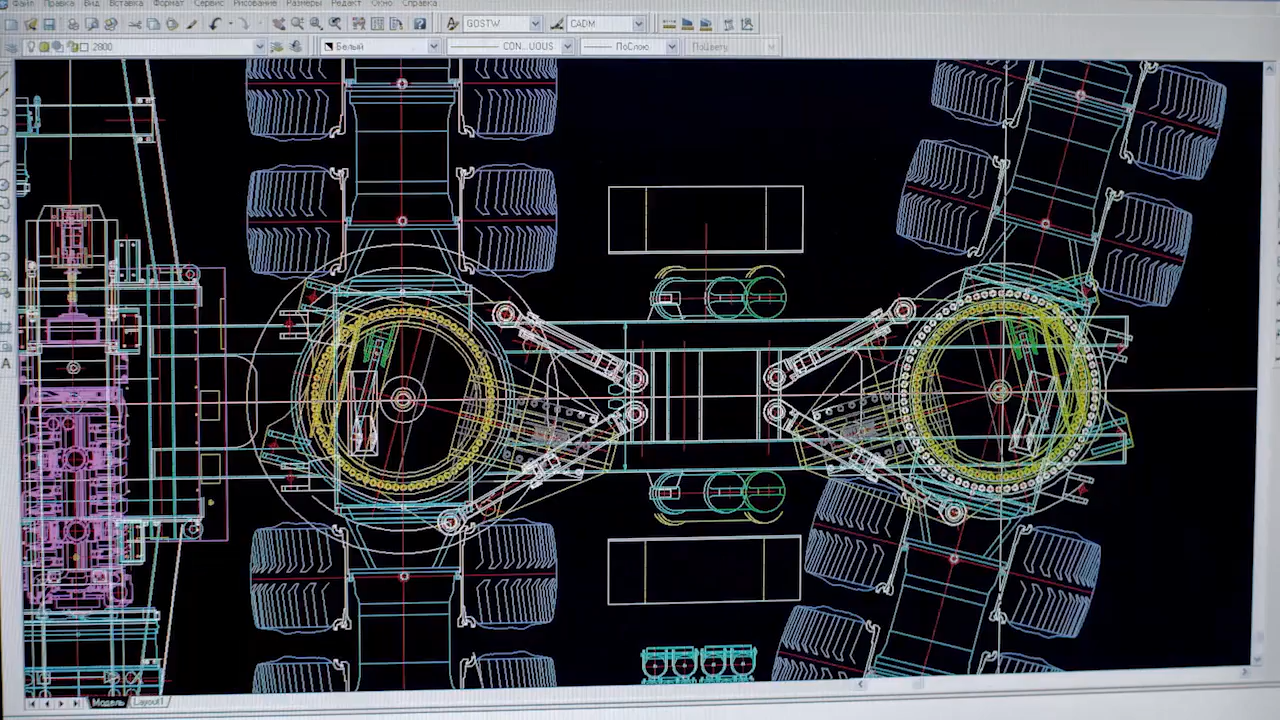 Файл Правка Вид Вставка Формат Сервис Рисование Размеры Редакт Окно Справка
GOSTW CADM
2800 Белый CON...UOUS ПоСлою ПоЦвету
A
Модель Layout1